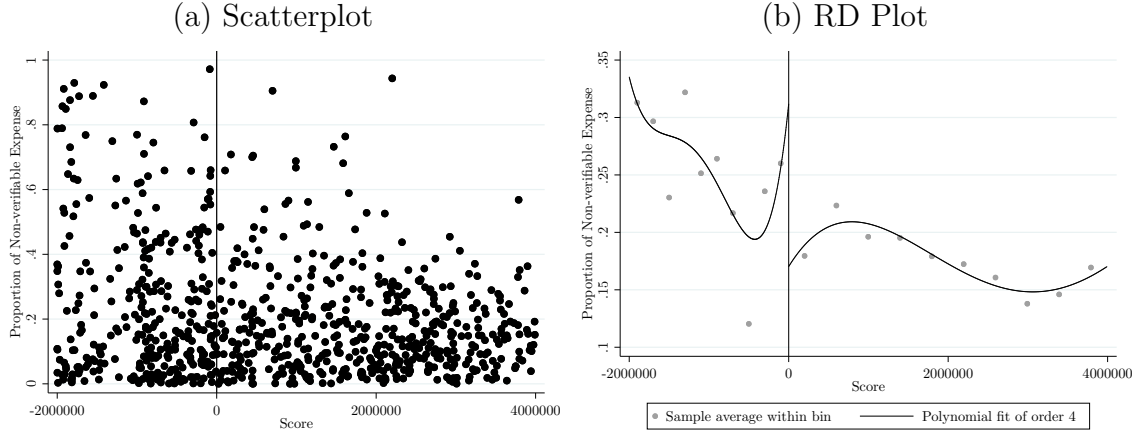 (a) Scatterplot
Proportion of Non-verifiable Expense
1
.8
.6
.4
.2
0
-2000000 0 2000000 4000000
Score
(b) RD Plot
Proportion of Non-verifiable Expense
.35
.3
.25
.2
.15
.1
-2000000 0 2000000 4000000
Score
Sample average within bin Polynomial fit of order 4